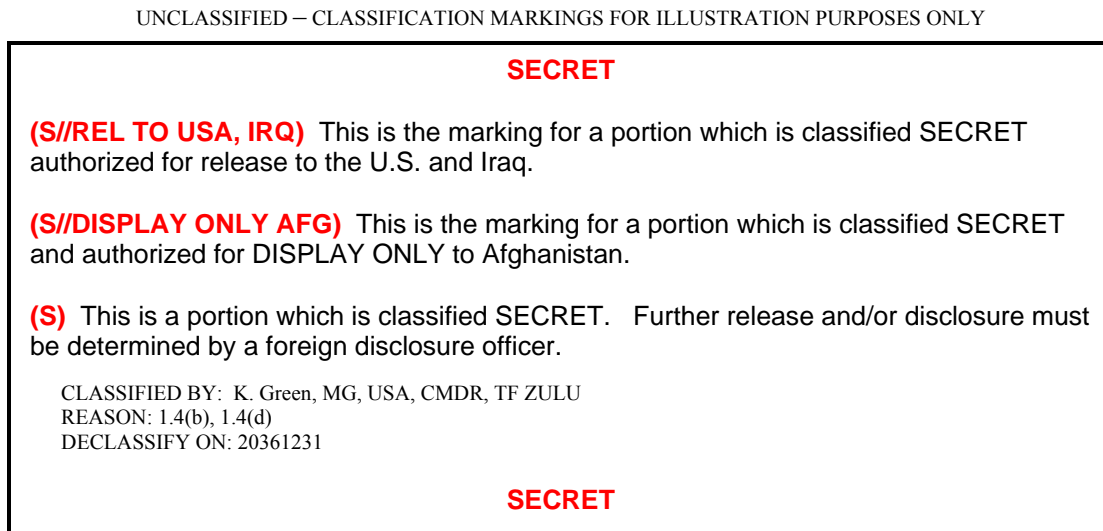 UNCLASSIFIED – CLASSIFICATION MARKINGS FOR ILLUSTRATION PURPOSES ONLY
SECRET
(S//REL TO USA, IRQ) This is the marking for a portion which is classified SECRET
authorized for release to the U.S. and Iraq.
(S//DISPLAY ONLY AFG) This is the marking for a portion which is classified SECRET
and authorized for DISPLAY ONLY to Afghanistan.
(S) This is a portion which is classified SECRET. Further release and/or disclosure must
be determined by a foreign disclosure officer.
CLASSIFIED BY: K. Green, MG, USA, CMDR, TF ZULU
REASON: 1.4(b), 1.4(d)
DECLASSIFY ON: 20361231
SECRET